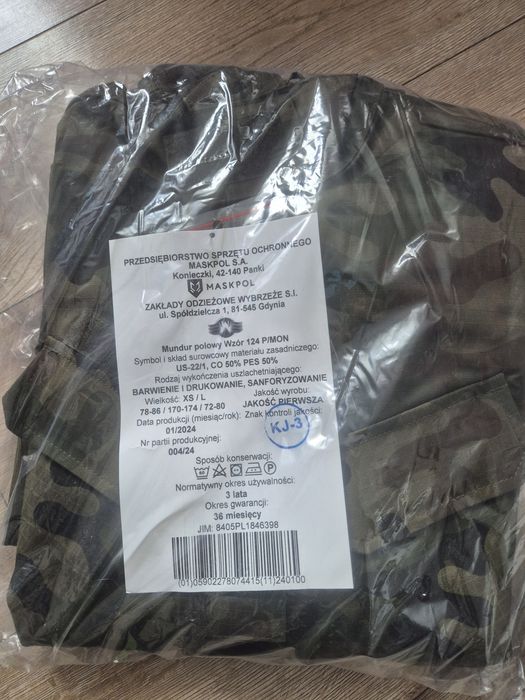 PRZEDSIĘBIORSTWO SPRZĘTU OCHRONNEGO
MASKPOL S.A.
Konieczki, 42-140 Panki
MASKPOL
ZAKŁADY ODZIEŻOWE WYBRZEŻE S.I.
ul. Spółdzielcza 1, 81-545 Gdynia
W
Mundur polowy Wzór 124 P/MON
Symbol i skład surowcowy materiału zasadniczego:
US-22/1, CO 50% PES 50%
Rodzaj wykończenia uszlachetniającego:
BARWIENIE I DRUKOWANIE, SANFORYZOWANIE
Wielkość: XS / L Jakość wyrobu:
78-86 / 170-174 / 72-80 JAKOŚĆ PIERWSZA
Data produkcji (miesiąc/rok): Znak kontroli jakości:
01/2024
KJ-3
Nr partii produkcyjnej:
004/24
Sposób konserwacji:
P
Normatywny okres używalności:
3 lata
Okres gwarancji:
36 miesięcy
JIM: 8405PL1846398
(01)05902278074415(11)240100